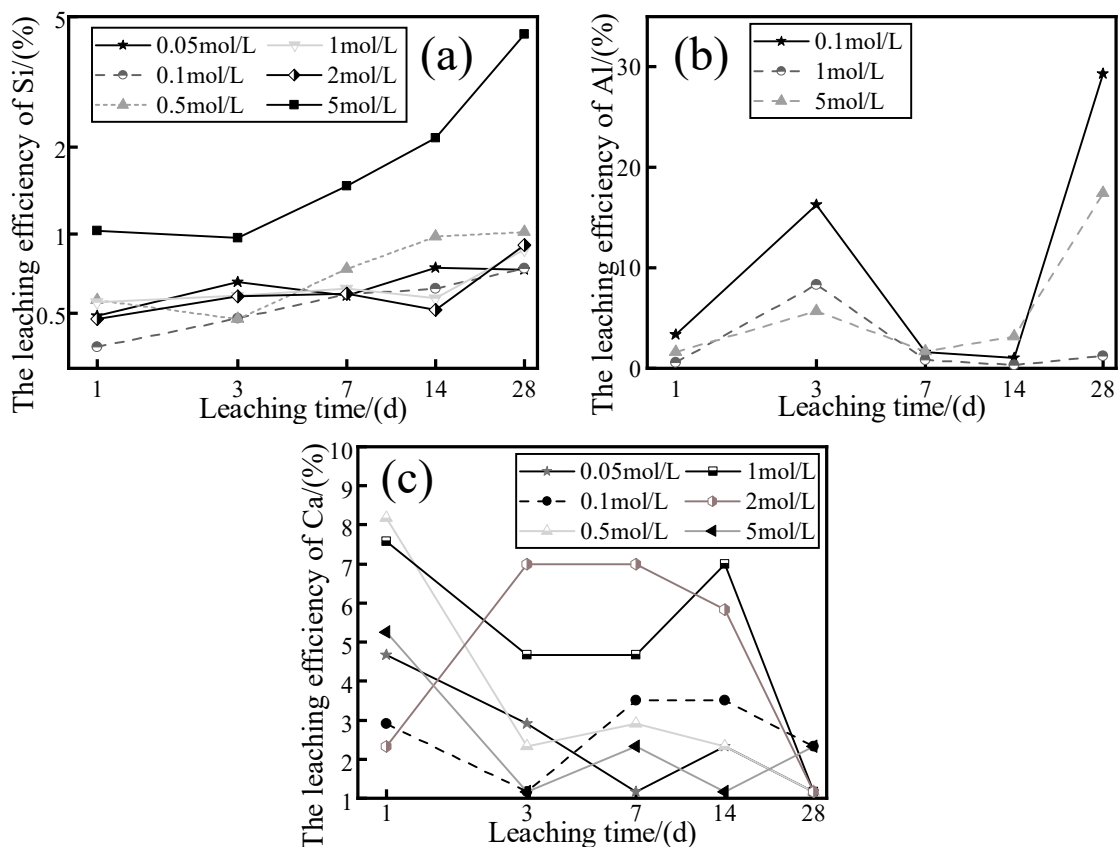 The leaching efficiency of Si/(%)
5
2
1
0.5
0.05mol/L
0.1mol/L
0.5mol/L
1mol/L
2mol/L
5mol/L
(a)
1
3
7
14
28
Leaching time/(d)
The leaching efficiency of Al/(%)
30
20
10
0
(b)
0.1mol/L
1mol/L
5mol/L
1
3
7
14
28
Leaching time/(d)
The leaching efficiency of Ca/(%)
10
9
8
7
6
5
4
3
2
1
(c)
0.05mol/L
0.1mol/L
0.5mol/L
1mol/L
2mol/L
5mol/L
1
3
7
14
28
Leaching time/(d)